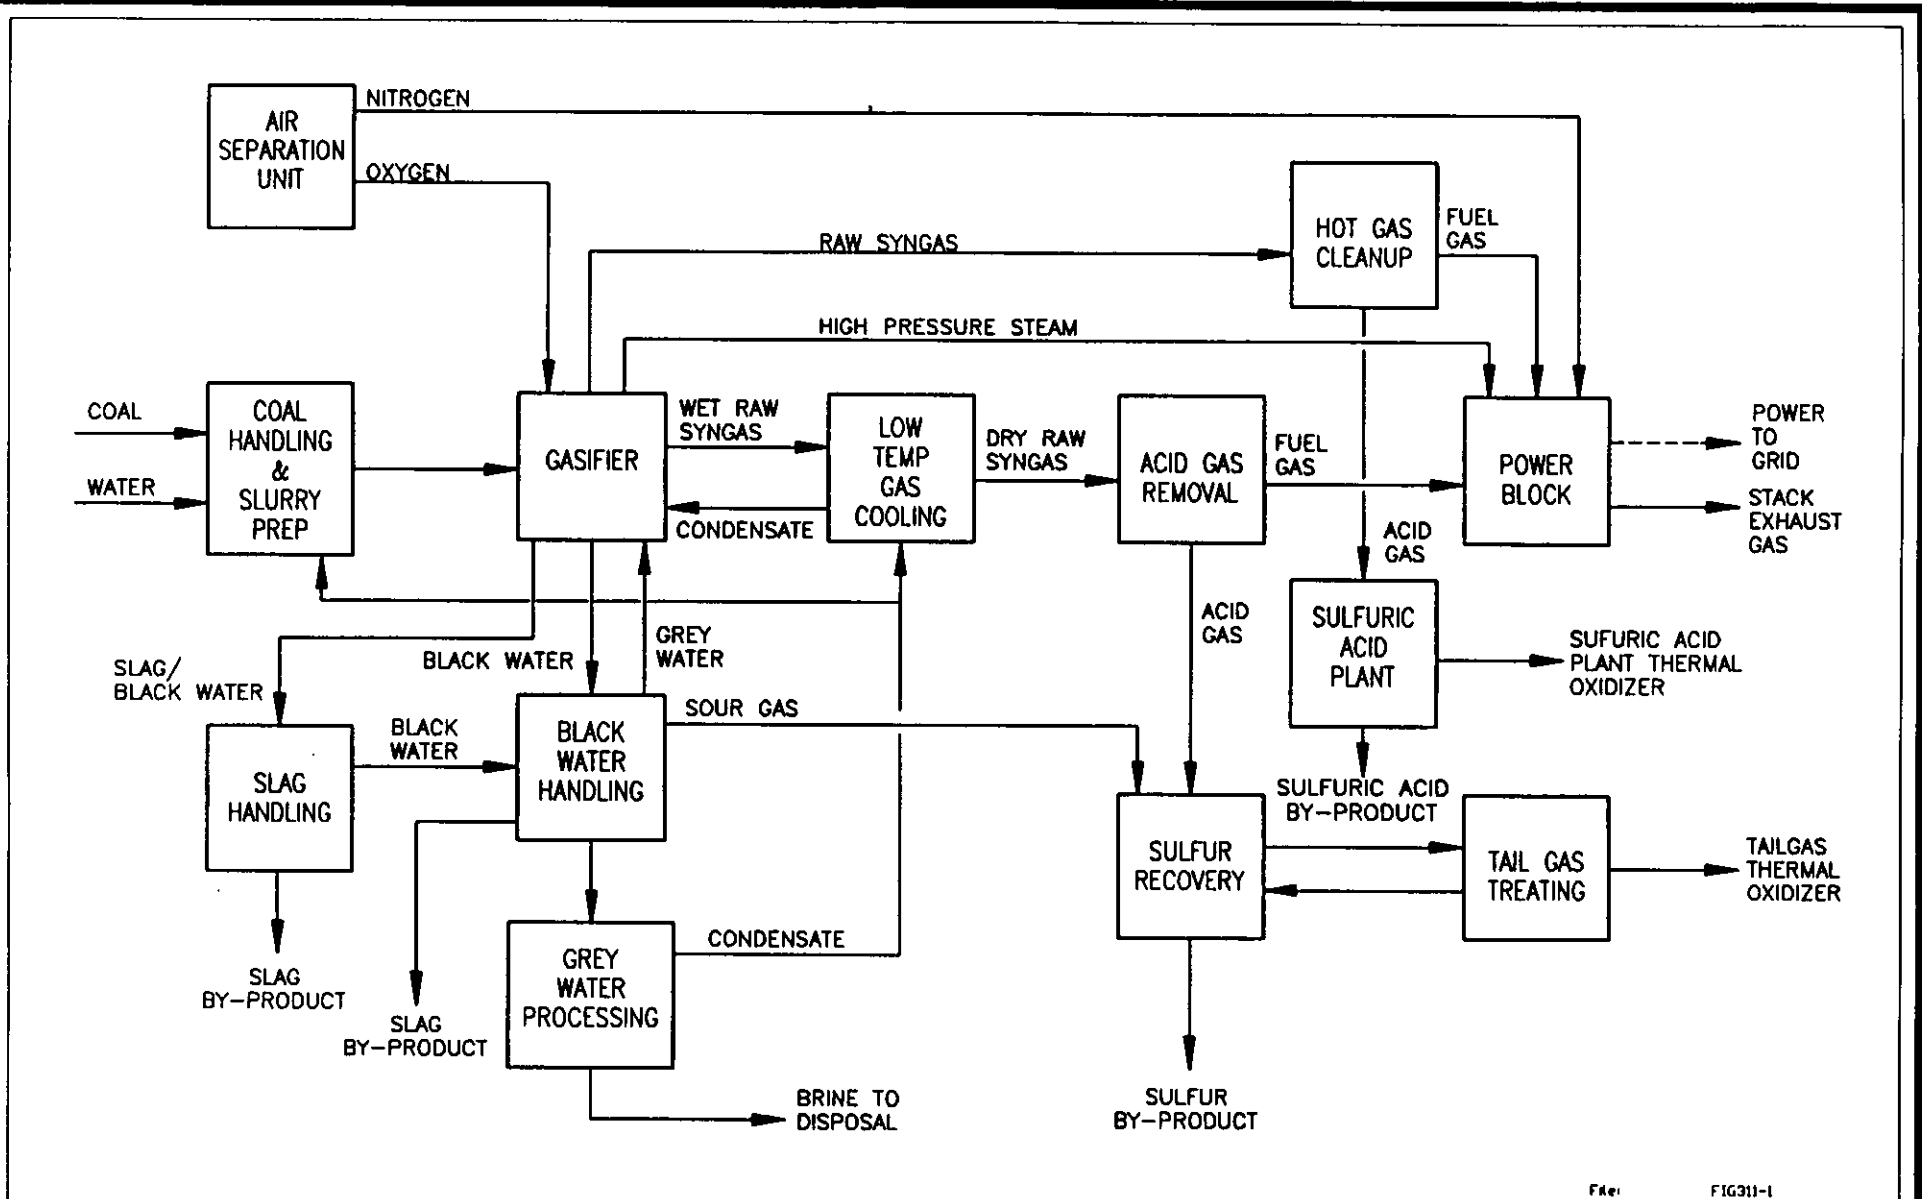 NITROGEN
AIR
SEPARATION
UNIT
OXYGEN
RAW SYNGAS
HOT GAS
CLEANUP
FUEL
GAS
HIGH PRESSURE STEAM
COAL
WATER
COAL
HANDLING
&
SLURRY
PREP
GASIFIER
WET RAW
SYNGAS
CONDENSATE
LOW
TEMP
GAS
COOLING
DRY RAW
SYNGAS
ACID GAS
REMOVAL
FUEL
GAS
POWER
BLOCK
POWER
TO
GRID
STACK
EXHAUST
GAS
ACID
GAS
ACID
GAS
SULFURIC
ACID
PLANT
SUFURIC ACID
PLANT THERMAL
OXIDIZER
SLAG/
BLACK WATER
BLACK WATER
GREY
WATER
SOUR GAS
BLACK
WATER
SLAG
HANDLING
BLACK
WATER
HANDLING
SULFURIC ACID
BY-PRODUCT
SULFUR
RECOVERY
TAIL GAS
TREATING
TAILGAS
THERMAL
OXIDIZER
SLAG
BY-PRODUCT
SLAG
BY-PRODUCT
GREY
WATER
PROCESSING
CONDENSATE
BRINE TO
DISPOSAL
SULFUR
BY-PRODUCT
File: FIG311-1